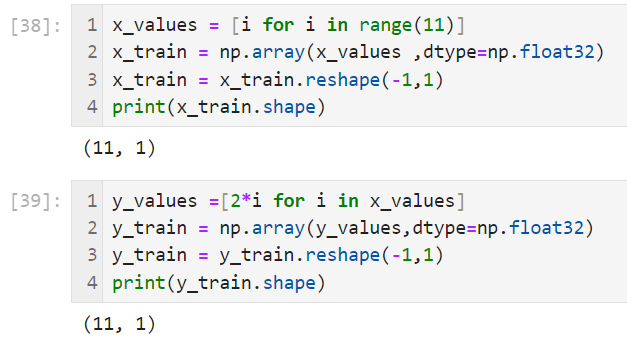 [38]: 1 x_values = [i for i in range(11)]
2 x_train = np.array(x_values ,dtype=np.float32)
3 x_train = x_train.reshape(-1,1)
4 print(x_train.shape)
(11, 1)
[39]: 1 y_values =[2*i for i in x_values]
2 y_train = np.array(y_values,dtype=np.float32)
3 y_train = y_train.reshape(-1,1)
4 print(y_train.shape)
(11, 1)